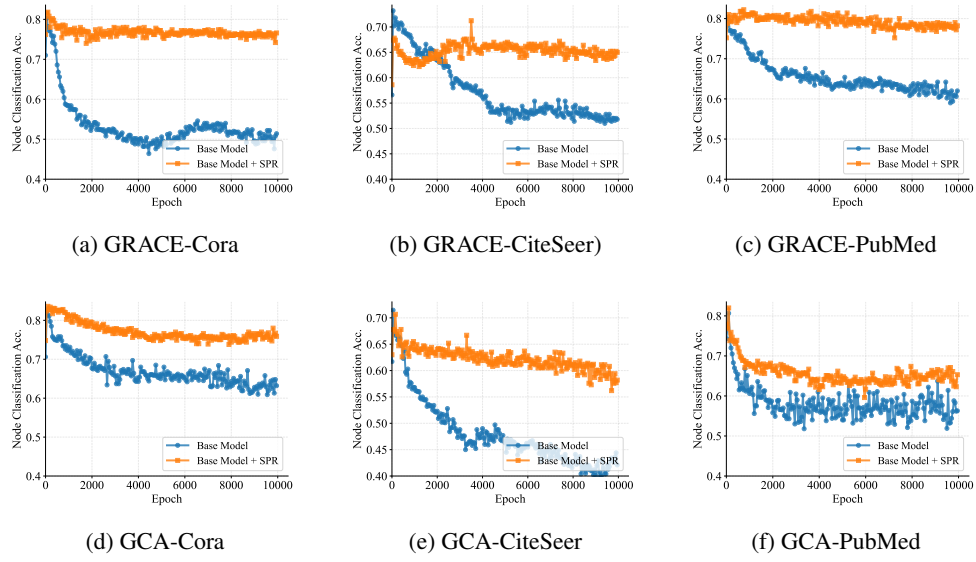 Node Classification Acc.
0.8
0.7
0.6
0.5
0.4
0 2000 4000 6000 8000 10000
Epoch
Base Model
Base Model + SPR
(a) GRACE-Cora
Node Classification Acc.
0.70
0.65
0.60
0.55
0.50
0.45
0.40
0 2000 4000 6000 8000 10000
Epoch
Base Model
Base Model + SPR
(b) GRACE-CiteSeer)
Node Classification Acc.
0.8
0.7
0.6
0.5
0.4
0 2000 4000 6000 8000 10000
Epoch
Base Model
Base Model + SPR
(c) GRACE-PubMed
Node Classification Acc.
0.8
0.7
0.6
0.5
0.4
0 2000 4000 6000 8000 10000
Epoch
Base Model
Base Model + SPR
(d) GCA-Cora
Node Classification Acc.
0.70
0.65
0.60
0.55
0.50
0.45
0.40
0 2000 4000 6000 8000 10000
Epoch
Base Model
Base Model + SPR
(e) GCA-CiteSeer
Node Classification Acc.
0.8
0.7
0.6
0.5
0.4
0 2000 4000 6000 8000 10000
Epoch
Base Model
Base Model + SPR
(f) GCA-PubMed